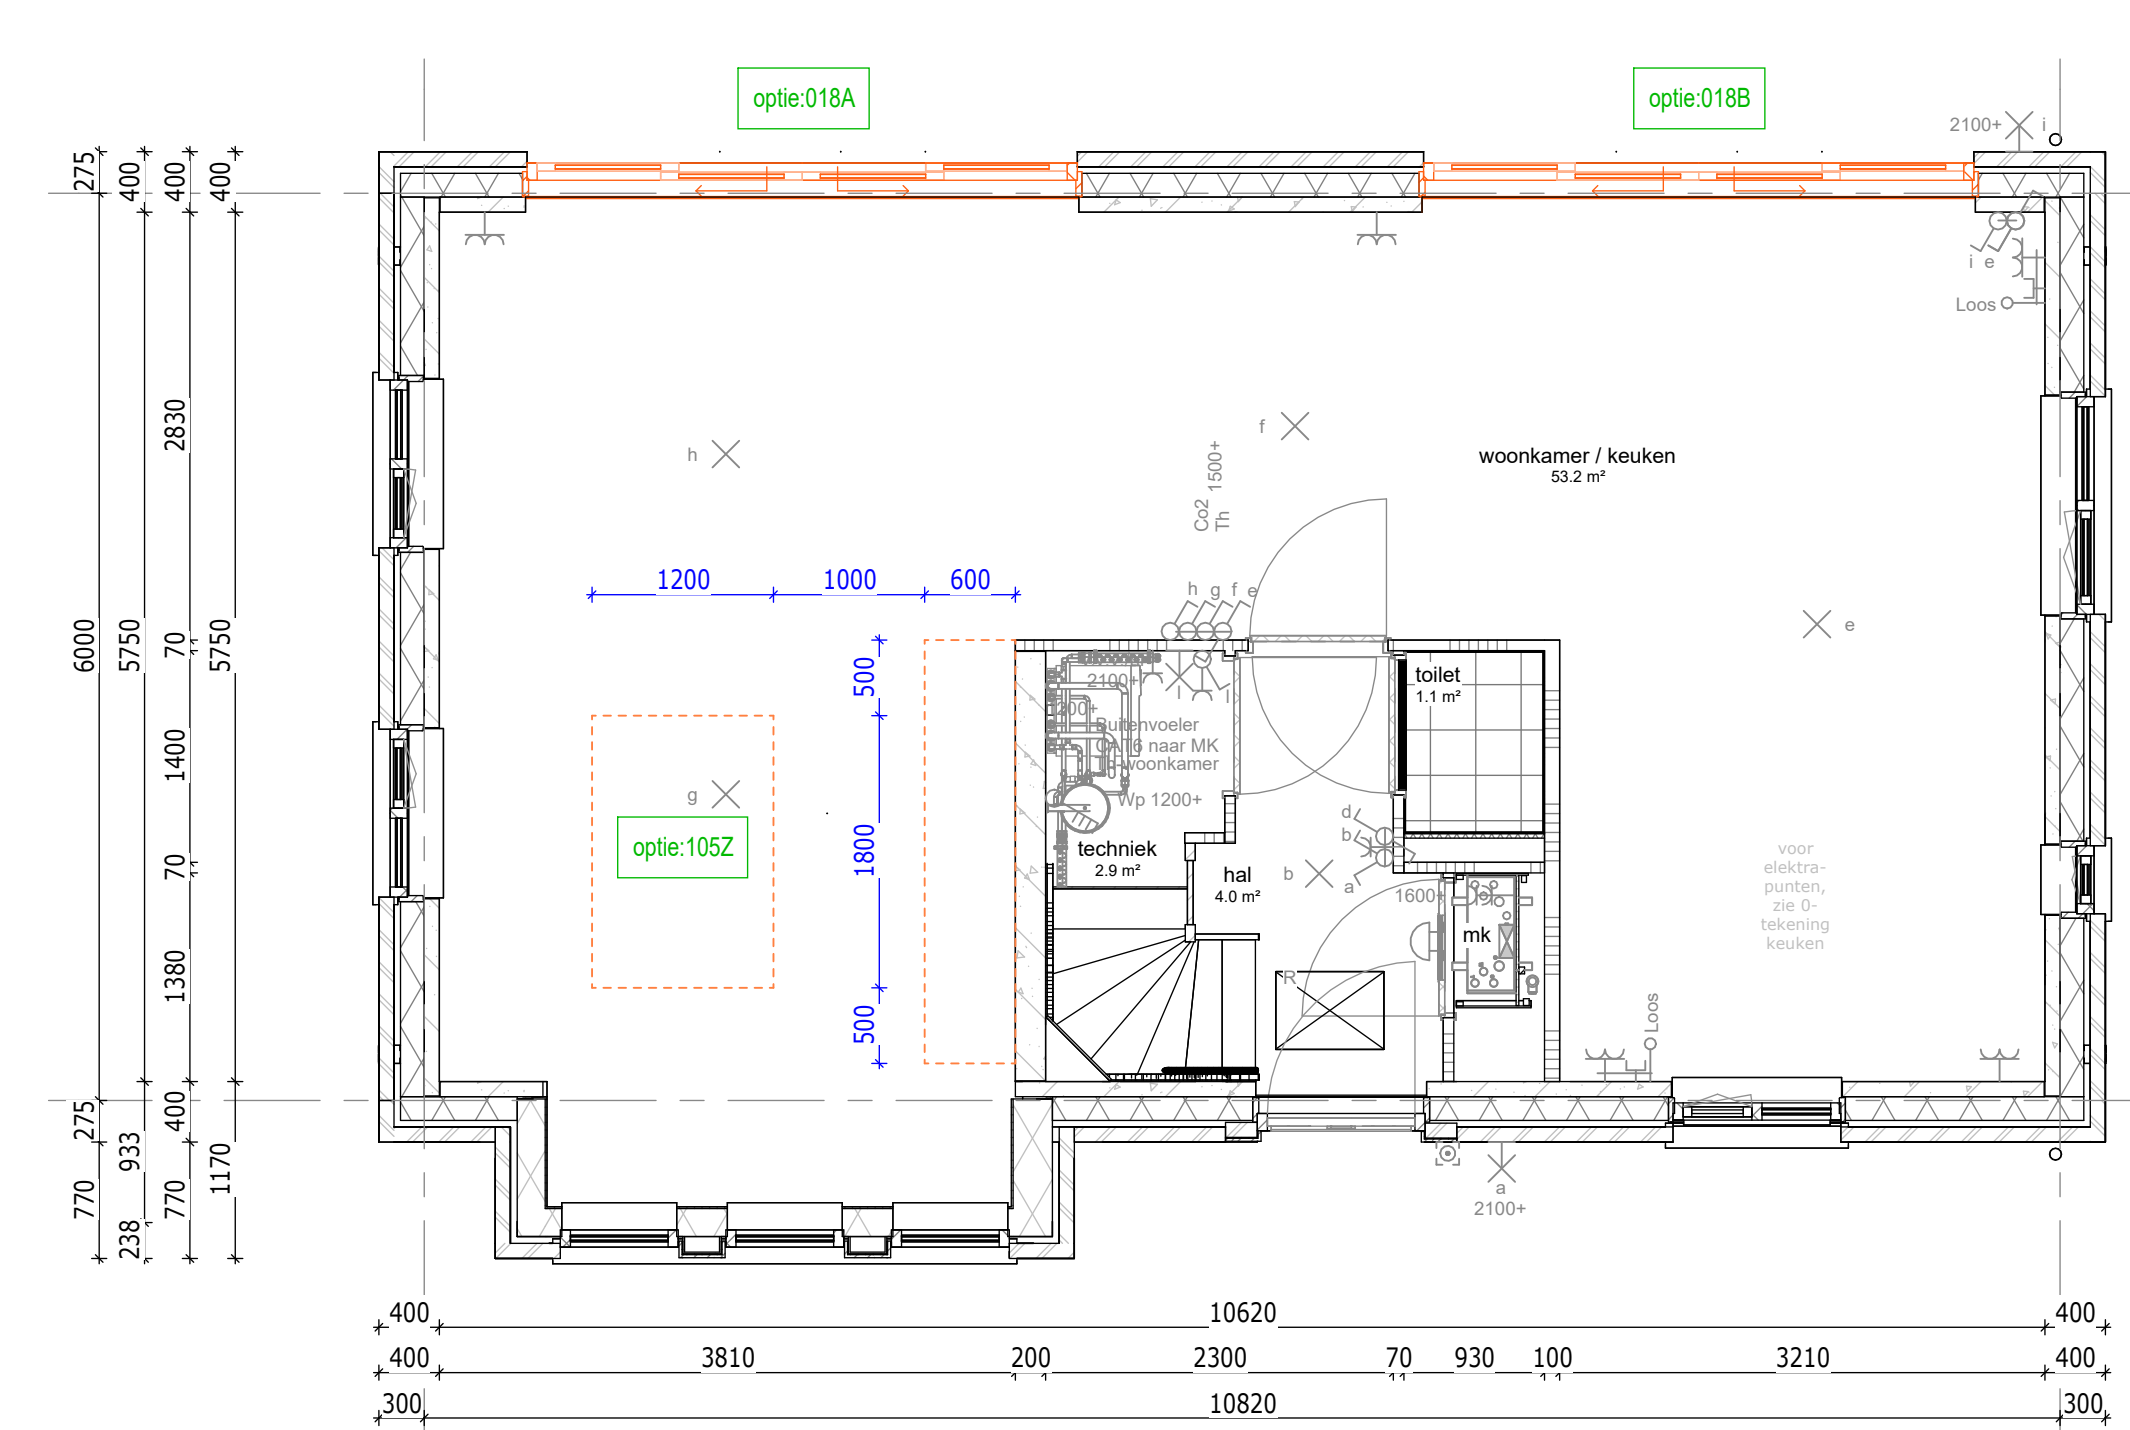 optie:018A
optie:018B
2100+
i
275
400
400
400
i e
Loos
2830
h
f
Co2 1500+
Th
woonkamer / keuken
53.2 m²
1200
1000
600
h g f e
6000
5750
70
5750
e
500
toilet
1.1 m²
2100+
l
l
1200+
Buitenvoeler
CAT6 naar MK
Th-woonkamer
1400
g
Wp 1200+
d
b
optie:105Z
1800
techniek
2.9 m²
hal
4.0 m²
b
a
1600+
70
voor
elektra-
punten,
zie 0-
tekening
keuken
mk
R
1380
500
Loos
275
400
933
1170
770
770
238
a
2100+
400
10620
400
400
3810
200
2300
70
930
100
3210
400
300
10820
300